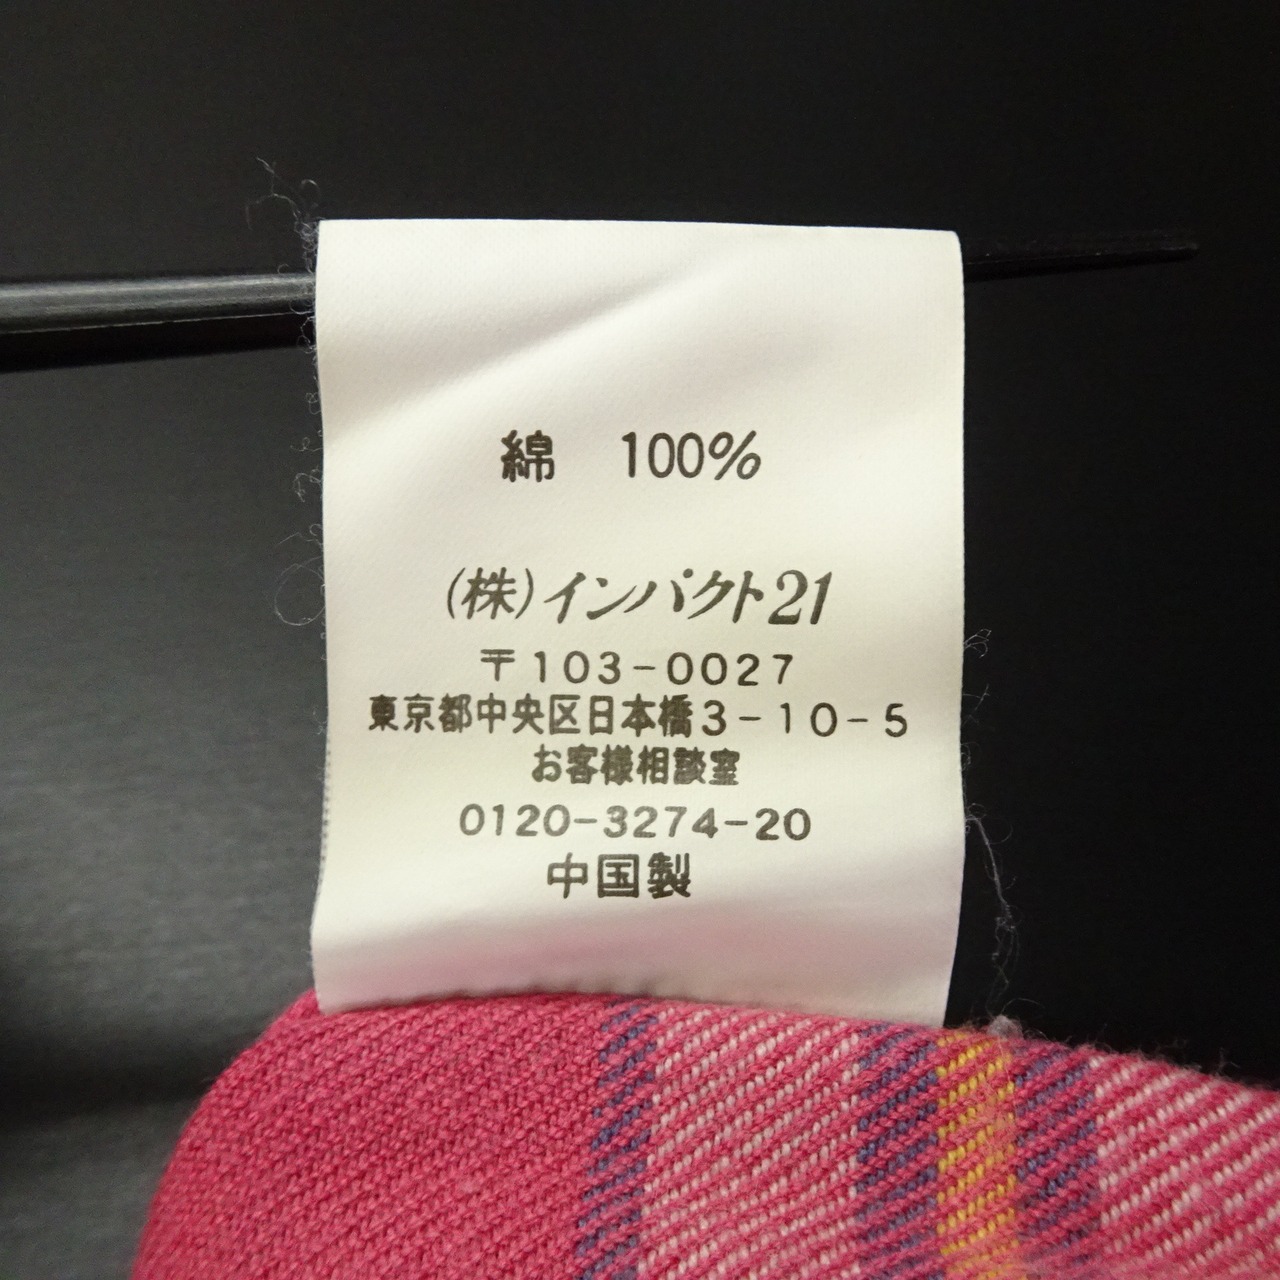 綿 100%
(株)インパクト21
〒103-0027
東京都中央区日本橋3-10-5
お客様相談室
0120-3274-20
中国製